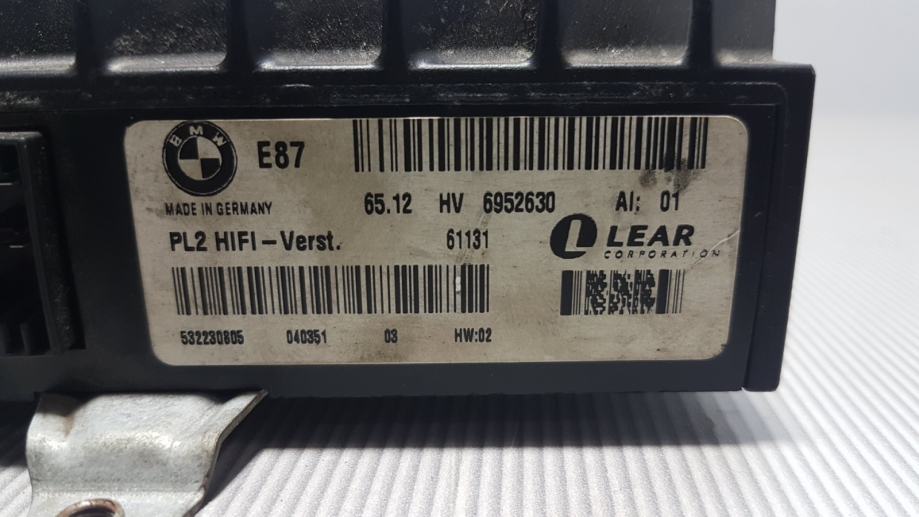 BMW
E87
MADE IN GERMANY
65.12 HV 6952630 AI: 01
PL2 HIFI-Verst. 61131
LEAR
CORPORATION
532230805 040351 03 HW:02